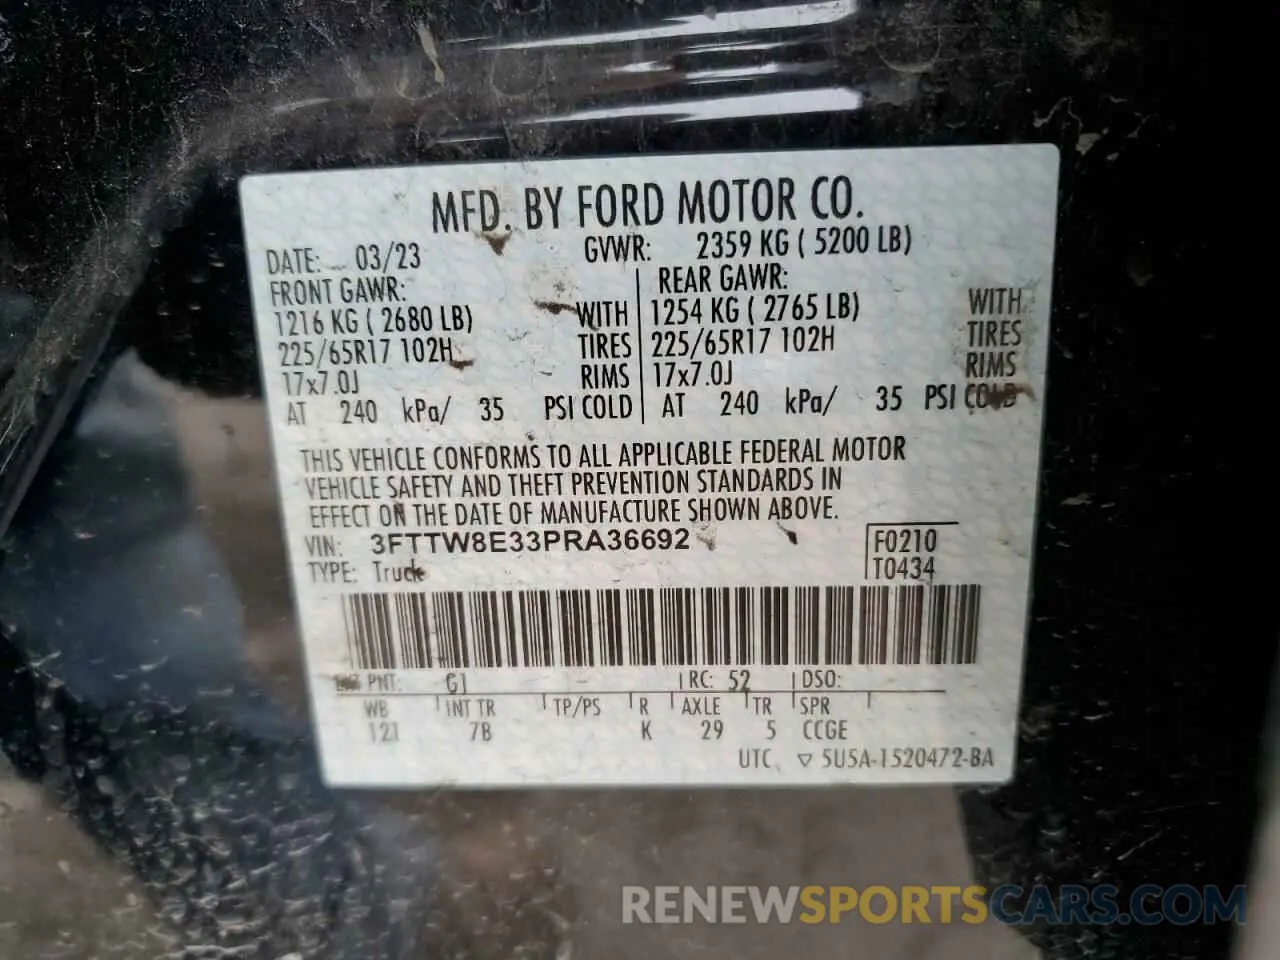 MFD. BY FORD MOTOR CO.
DATE: 03/23 GVWR: 2359 KG ( 5200 LB)
FRONT GAWR: REAR GAWR:
1216 KG ( 2680 LB) WITH 1254 KG ( 2765 LB) WITH
225/65R17 102H TIRES 225/65R17 102H TIRES
17x7.0J RIMS 17x7.0J RIMS
AT 240 kPa/ 35 PSI COLD AT 240 kPa/ 35 PSI COLD
THIS VEHICLE CONFORMS TO ALL APPLICABLE FEDERAL MOTOR
VEHICLE SAFETY AND THEFT PREVENTION STANDARDS IN
EFFECT ON THE DATE OF MANUFACTURE SHOWN ABOVE.
VIN: 3FTTW8E33PRA36692 F0210
TYPE: Truck T0434
PNT: G1 RC: 52 DSO:
WB INT TR TP/PS R AXLE TR SPR
121 7B K 29 5 CCGE
UTC ▽ 5U5A-1520472-BA
RENEWSPORTSCARS.COM